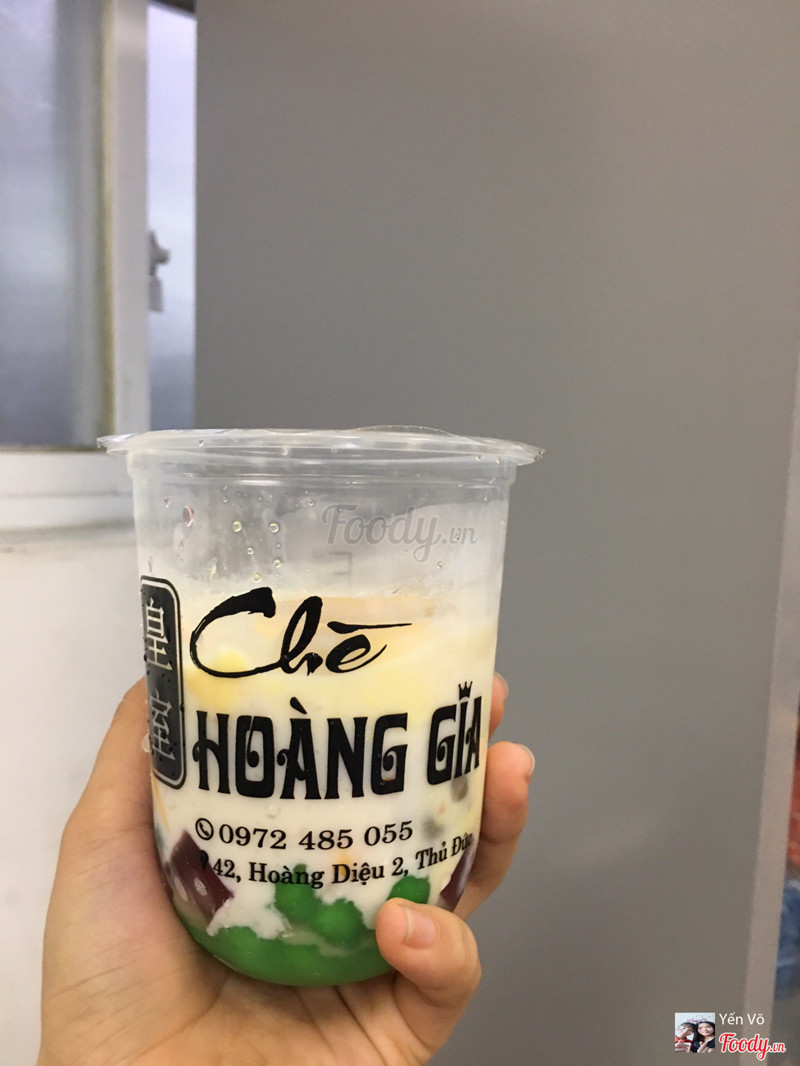 Foody.vn
Chè
HOÀNG GIA
0972 485 055
42, Hoàng Diệu 2, Thủ Đức
Yến Võ
Foody.vn